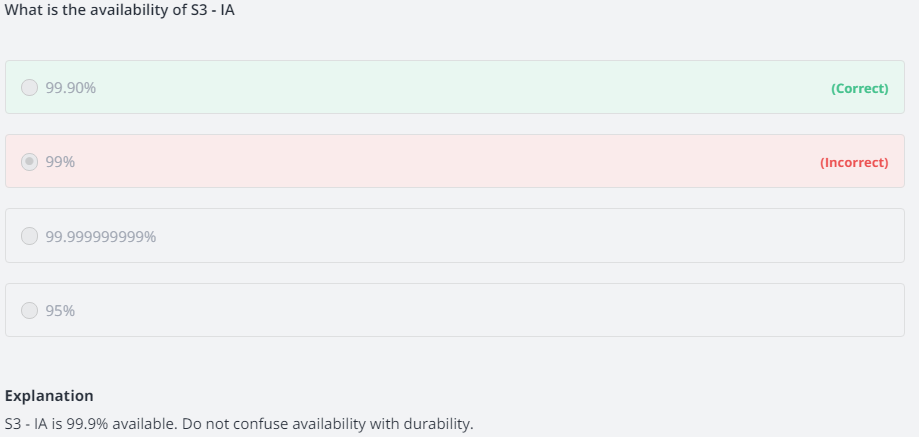 What is the availability of S3 - IA
99.90% (Correct)
99% (Incorrect)
99.999999999%
95%
Explanation
S3 - IA is 99.9% available. Do not confuse availability with durability.